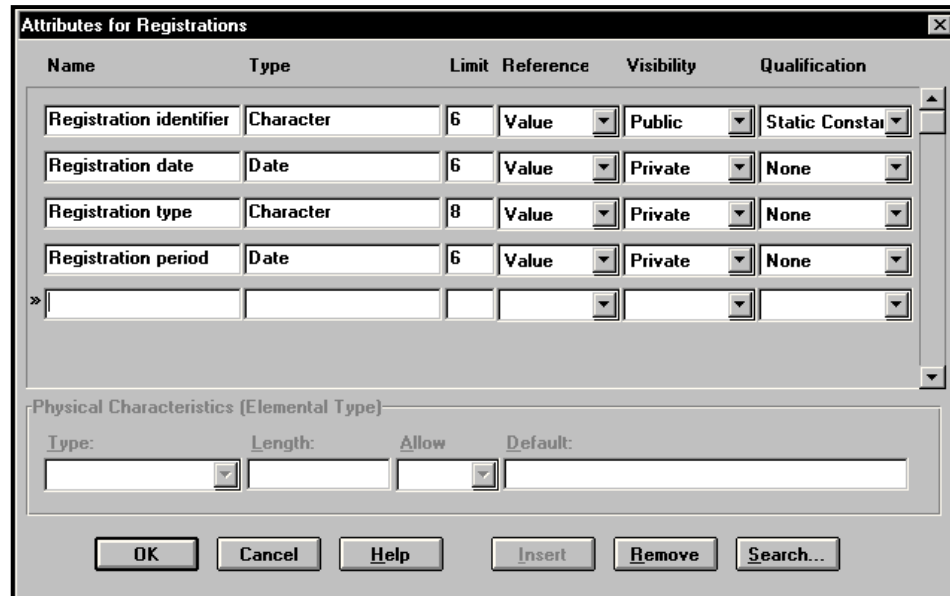 Attributes for Registrations
Name Type Limit Reference Visibility Qualification
Registration identifier Character 6 Value Public Static Constar
Registration date Date 6 Value Private None
Registration type Character 8 Value Private None
Registration period Date 6 Value Private None
»
Physical Characteristics (Elemental Type)
Type: Length: Allow Default:
OK Cancel Help Insert Remove Search...